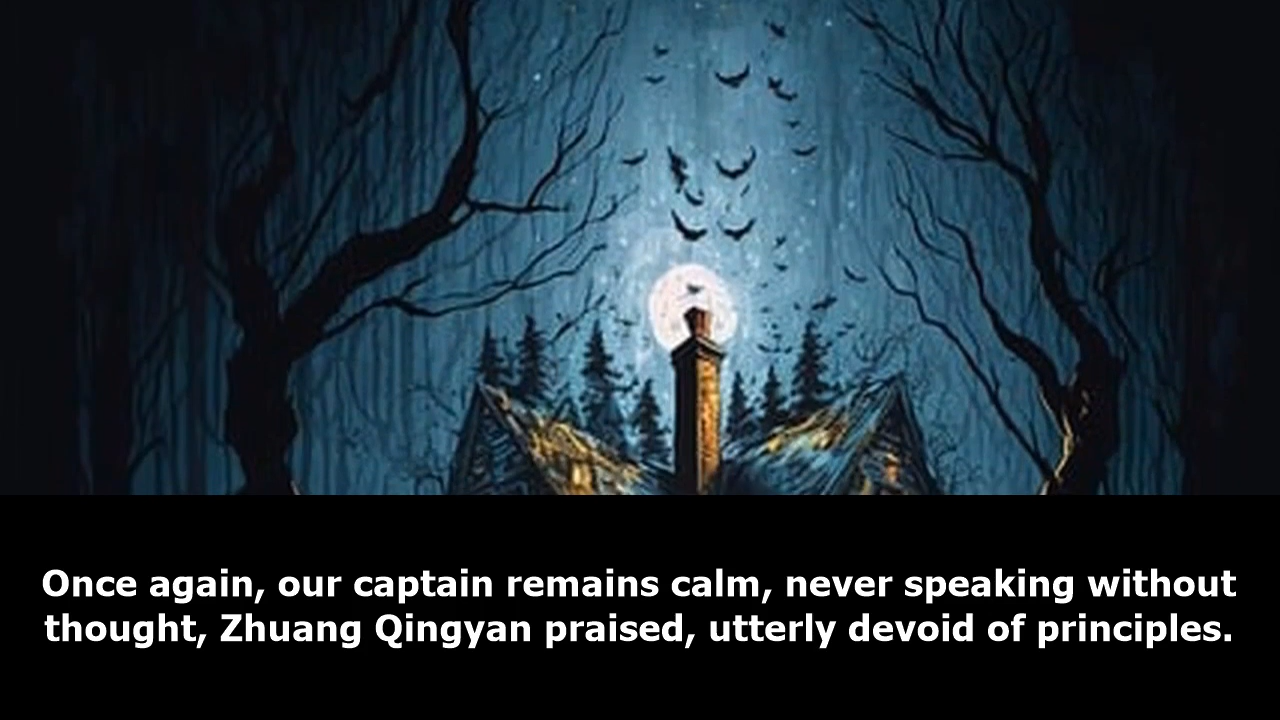 Once again, our captain remains calm, never speaking without
thought, Zhuang Qingyan praised, utterly devoid of principles.